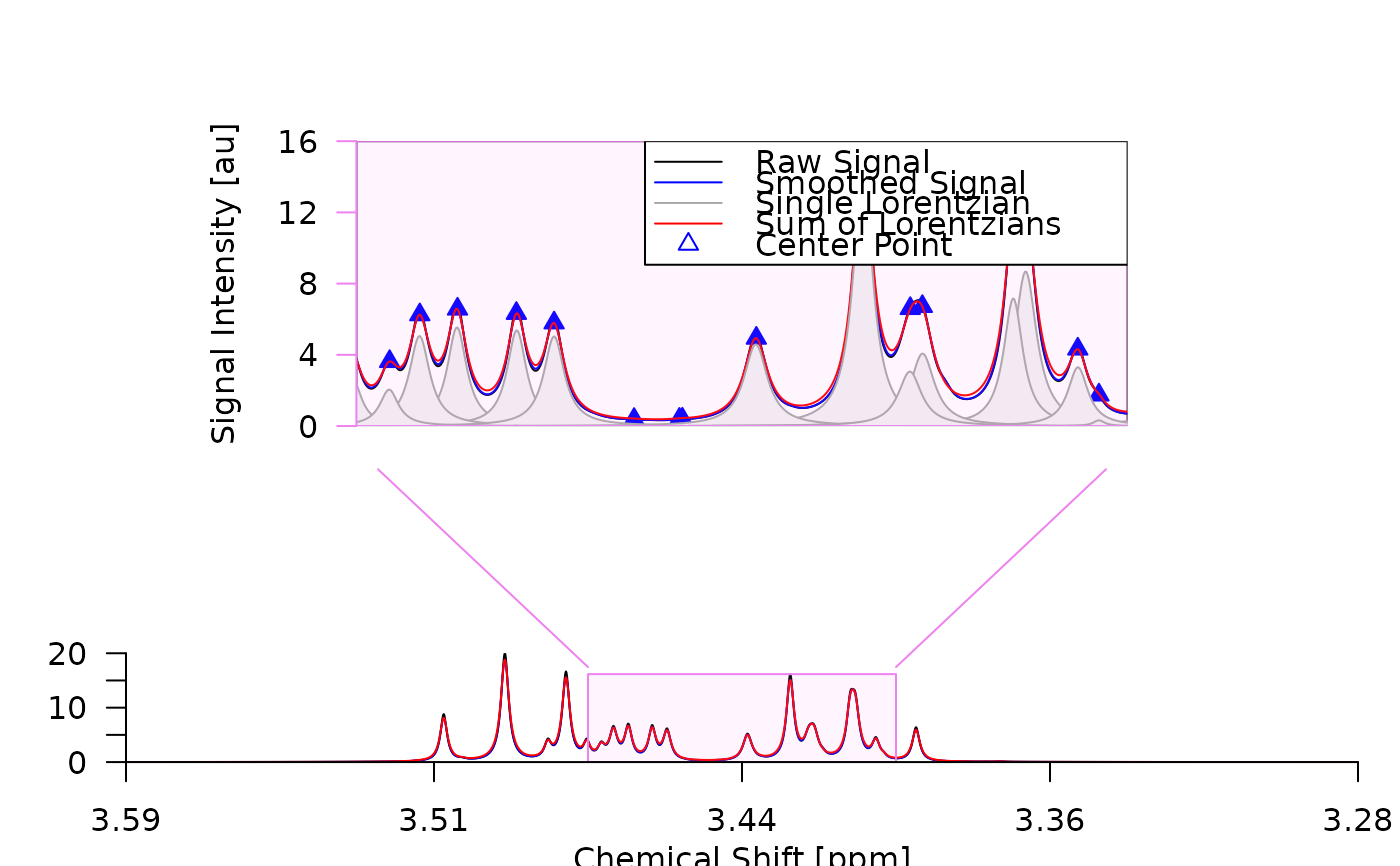 Signal Intensity [au]
16
12
8
4
0
Raw Signal
Smoothed Signal
Single Lorentzian
Sum of Lorentzians
Center Point
20
10
0
3.59 3.51 3.44 3.36 3.28
Chemical Shift [ppm]